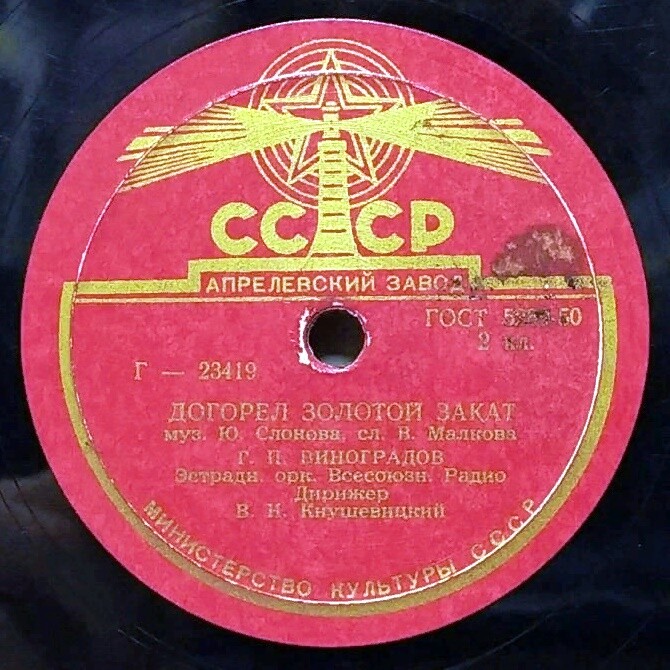 СССР
АПРЕЛЕВСКИЙ ЗАВОД
ГОСТ 50
2 кл.
Г — 23419
ДОГОРЕЛ ЗОЛОТОЙ ЗАКАТ
муз. Ю. Слонова, сл. В. Малкова
Г. П. ВИНОГРАДОВ
Эстрадн. орк. Всесоюзн. Радио
Дирижер
В. Н. Кнушевицкий
МИНИСТЕРСТВО КУЛЬТУРЫ СССР